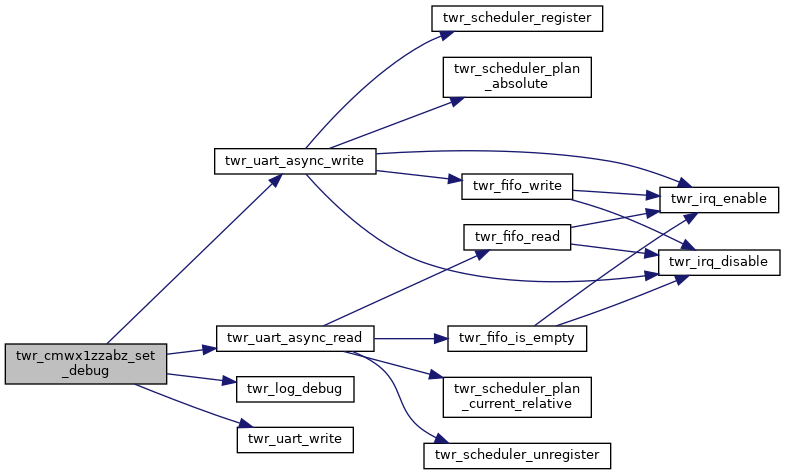 twr_scheduler_register
twr_scheduler_plan
_absolute
twr_uart_async_write
twr_fifo_write
twr_irq_enable
twr_fifo_read
twr_irq_disable
twr_cmwx1zzabz_set
_debug
twr_uart_async_read
twr_fifo_is_empty
twr_log_debug
twr_scheduler_plan
_current_relative
twr_uart_write
twr_scheduler_unregister